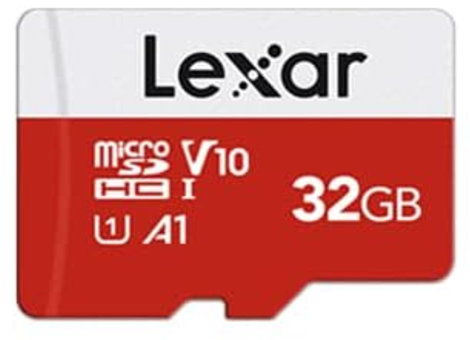 Lexar
micro SD V10
HC I
32GB
U1 A1